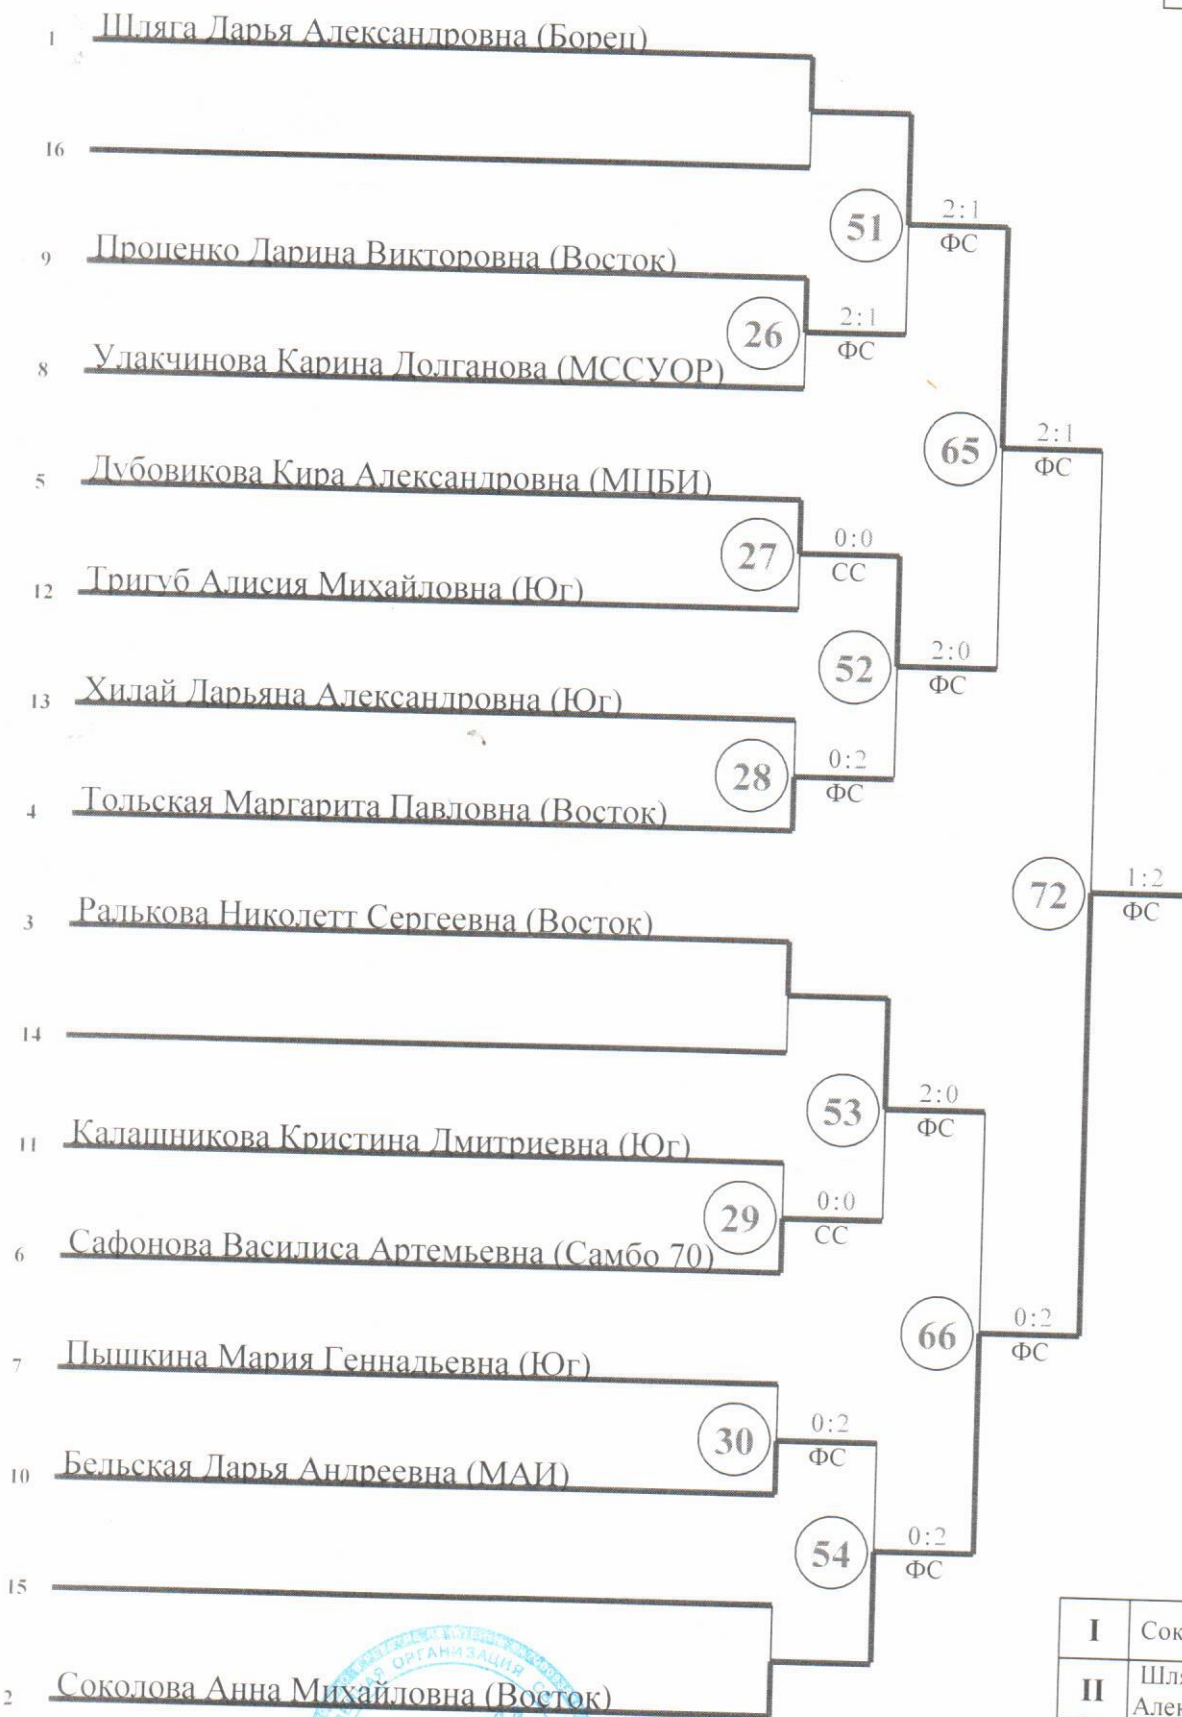 1 Шляга Дарья Александровна (Борец)
16
51 2:1
ФС
9 Проценко Дарина Викторовна (Восток)
26 2:1
ФС
8 Улакчинова Карина Долганова (МССУОР)
65 2:1
ФС
5 Дубовикова Кира Александровна (МЦБИ)
27 0:0
СС
12 Тригуб Алисия Михайловна (Юг)
52 2:0
ФС
13 Хилай Дарьяна Александровна (Юг)
28 0:2
ФС
4 Тольская Маргарита Павловна (Восток)
72 1:2
ФС
3 Ралькова Николетт Сергеевна (Восток)
14
53 2:0
ФС
11 Калашникова Кристина Дмитриевна (Юг)
29 0:0
СС
6 Сафонова Василиса Артемьевна (Самбо 70)
66 0:2
ФС
7 Пышкина Мария Геннадьевна (Юг)
30 0:2
ФС
10 Бельская Дарья Андреевна (МАИ)
54 0:2
ФС
15
2 Соколова Анна Михайловна (Восток)
ОРГАНИЗАЦИЯ
I Сок
II Шля
Алек